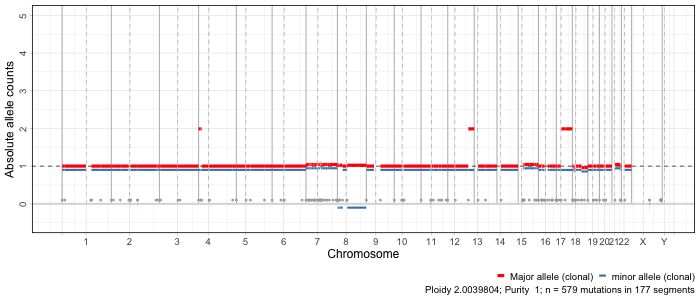 Absolute allele counts
5
4
3
2
1
0
1 2 3 4 5 6 7 8 9 10 11 12 13 14 15 16 17 18 19 20 21 22 X Y
Chromosome
Major allele (clonal) minor allele (clonal)
Ploidy 2.0039804; Purity 1; n = 579 mutations in 177 segments